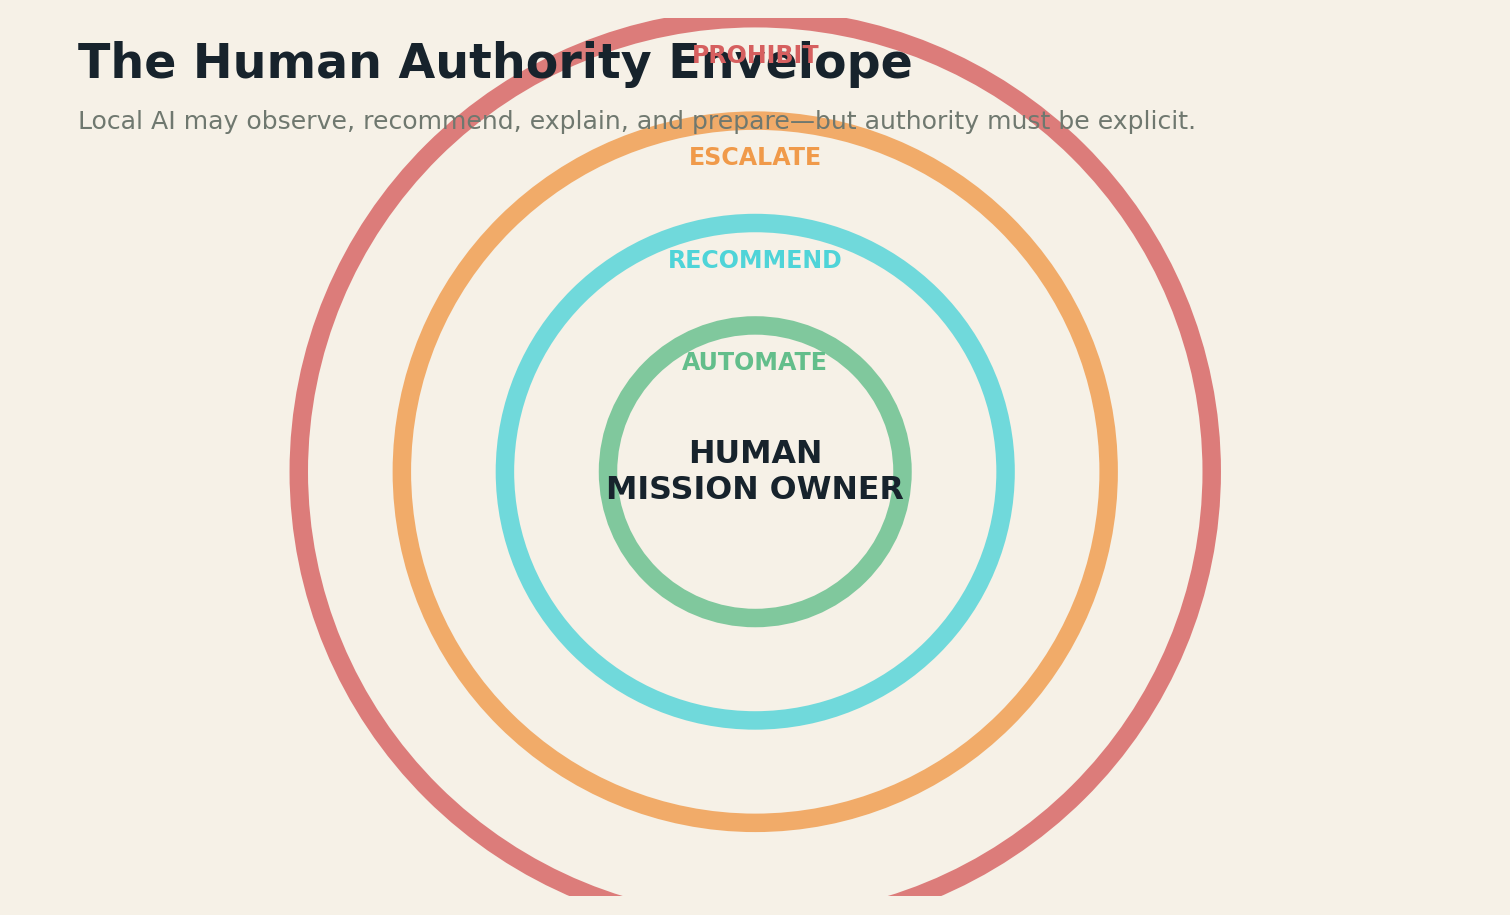 The Human Authority Envelope
PROHIBIT
Local AI may observe, recommend, explain, and prepare—but authority must be explicit.
ESCALATE
RECOMMEND
AUTOMATE
HUMAN
MISSION OWNER